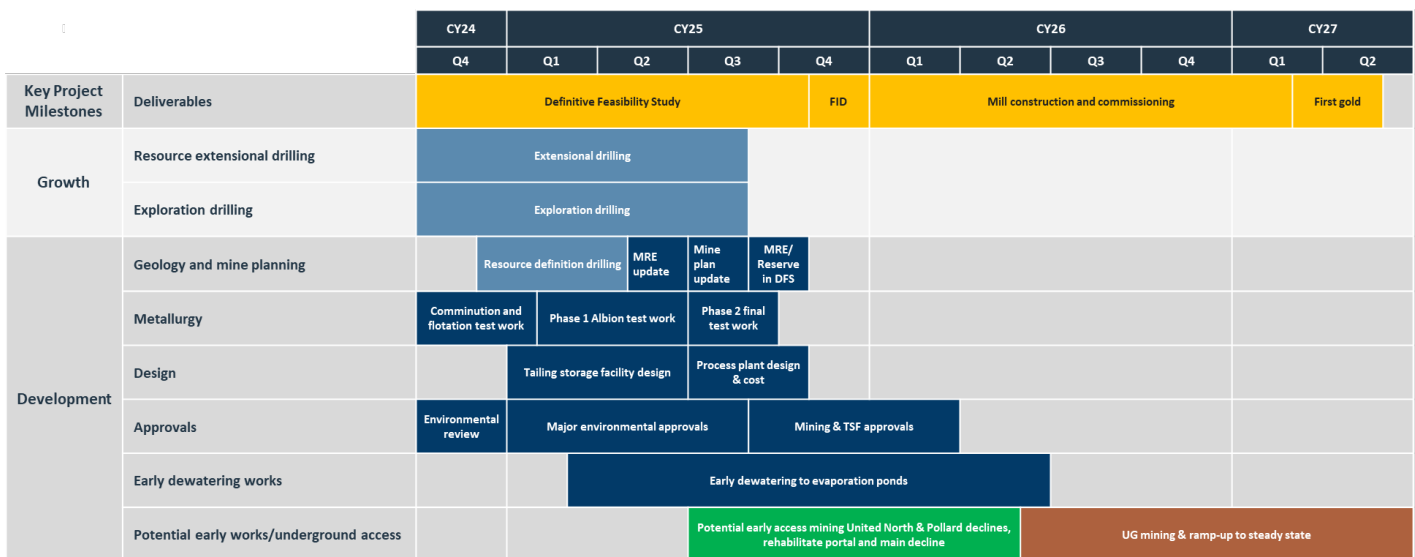 CY24 CY25 CY26 CY27
Q4 Q1 Q2 Q3 Q4 Q1 Q2 Q3 Q4 Q1 Q2
Key Project
Milestones
Deliverables
Definitive Feasibility Study
FID
Mill construction and commissioning
First gold
Growth
Resource extensional drilling
Extensional drilling
Exploration drilling
Exploration drilling
Development
Geology and mine planning
Resource definition drilling
MRE
update
Mine
plan
update
MRE/
Reserve
in DFS
Metallurgy
Comminution and
flotation test work
Phase 1 Albion test work
Phase 2 final
test work
Design
Tailing storage facility design
Process plant design
& cost
Approvals
Environmental
review
Major environmental approvals
Mining & TSF approvals
Early dewatering works
Early dewatering to evaporation ponds
Potential early works/underground access
Potential early access mining United North & Pollard declines,
rehabilitate portal and main decline
UG mining & ramp-up to steady state